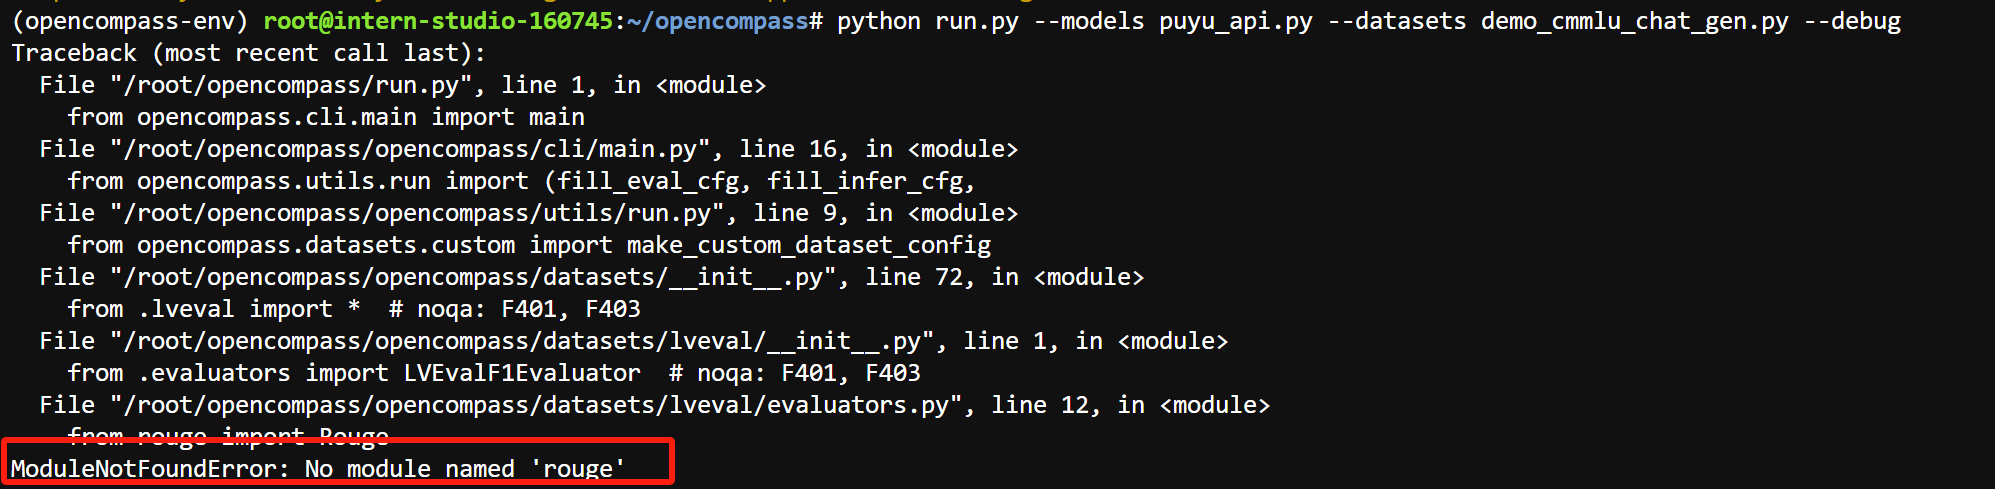 (opencompass-env) root@intern-studio-160745:~/opencompass# python run.py --models puyu_api.py --datasets demo_cmmlu_chat_gen.py --debug
Traceback (most recent call last):
  File "/root/opencompass/run.py", line 1, in <module>
    from opencompass.cli.main import main
  File "/root/opencompass/opencompass/cli/main.py", line 16, in <module>
    from opencompass.utils.run import (fill_eval_cfg, fill_infer_cfg,
  File "/root/opencompass/opencompass/utils/run.py", line 9, in <module>
    from opencompass.datasets.custom import make_custom_dataset_config
  File "/root/opencompass/opencompass/datasets/__init__.py", line 72, in <module>
    from .lveval import *  # noqa: F401, F403
  File "/root/opencompass/opencompass/datasets/lveval/__init__.py", line 1, in <module>
    from .evaluators import LVEvalF1Evaluator  # noqa: F401, F403
  File "/root/opencompass/opencompass/datasets/lveval/evaluators.py", line 12, in <module>
    from rouge import Rouge
ModuleNotFoundError: No module named 'rouge'